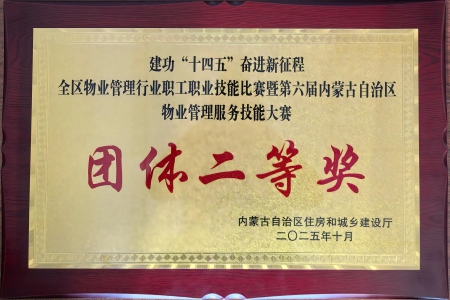 建功“十四五”奋进新征程
全区物业管理行业职工职业技能比赛暨第六届内蒙古自治区
物业管理服务技能大赛
团体二等奖
内蒙古自治区住房和城乡建设厅
二〇二五年十月